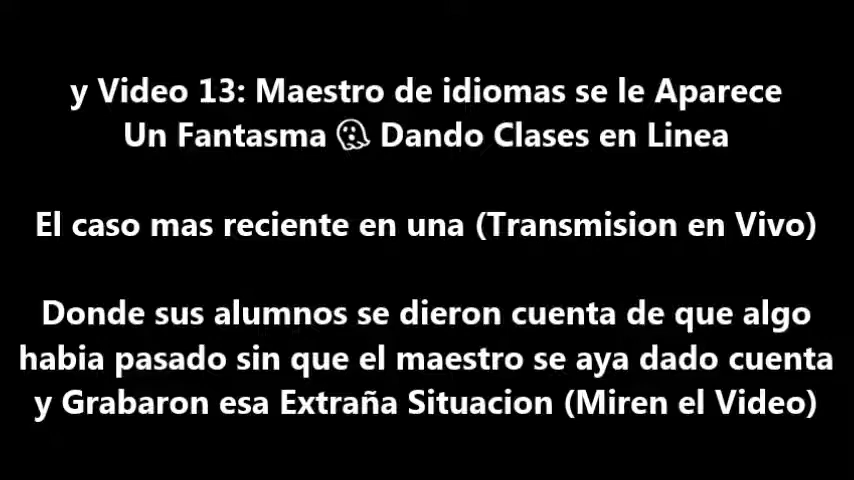 y Video 13: Maestro de idiomas se le Aparece
Un Fantasma 👻 Dando Clases en Linea
El caso mas reciente en una (Transmision en Vivo)
Donde sus alumnos se dieron cuenta de que algo
habia pasado sin que el maestro se aya dado cuenta
y Grabaron esa Extraña Situacion (Miren el Video)